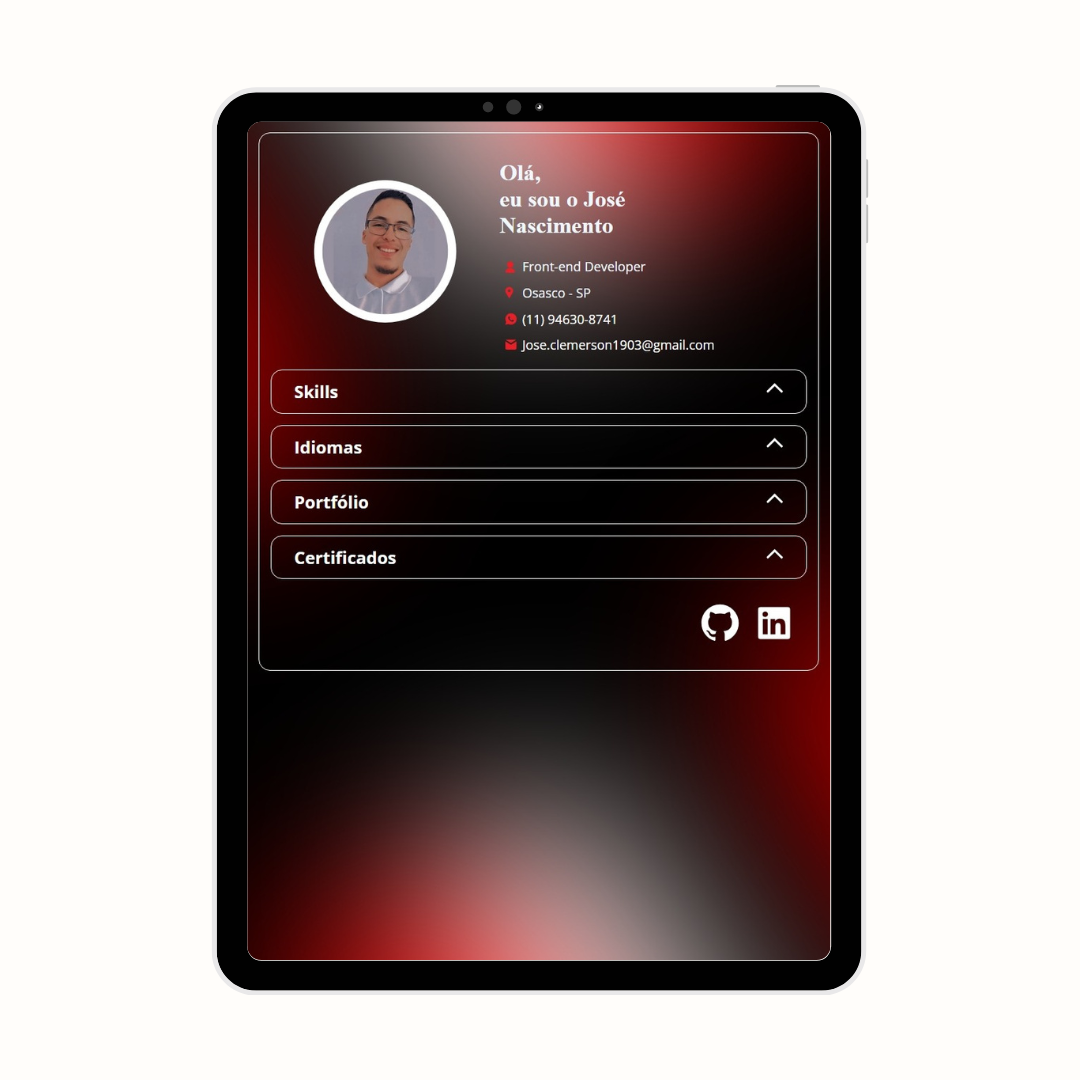 Olá,
eu sou o José
Nascimento
Front-end Developer
Osasco - SP
(11) 94630-8741
Jose.clemerson1903@gmail.com
Skills
Idiomas
Portfólio
Certificados
in